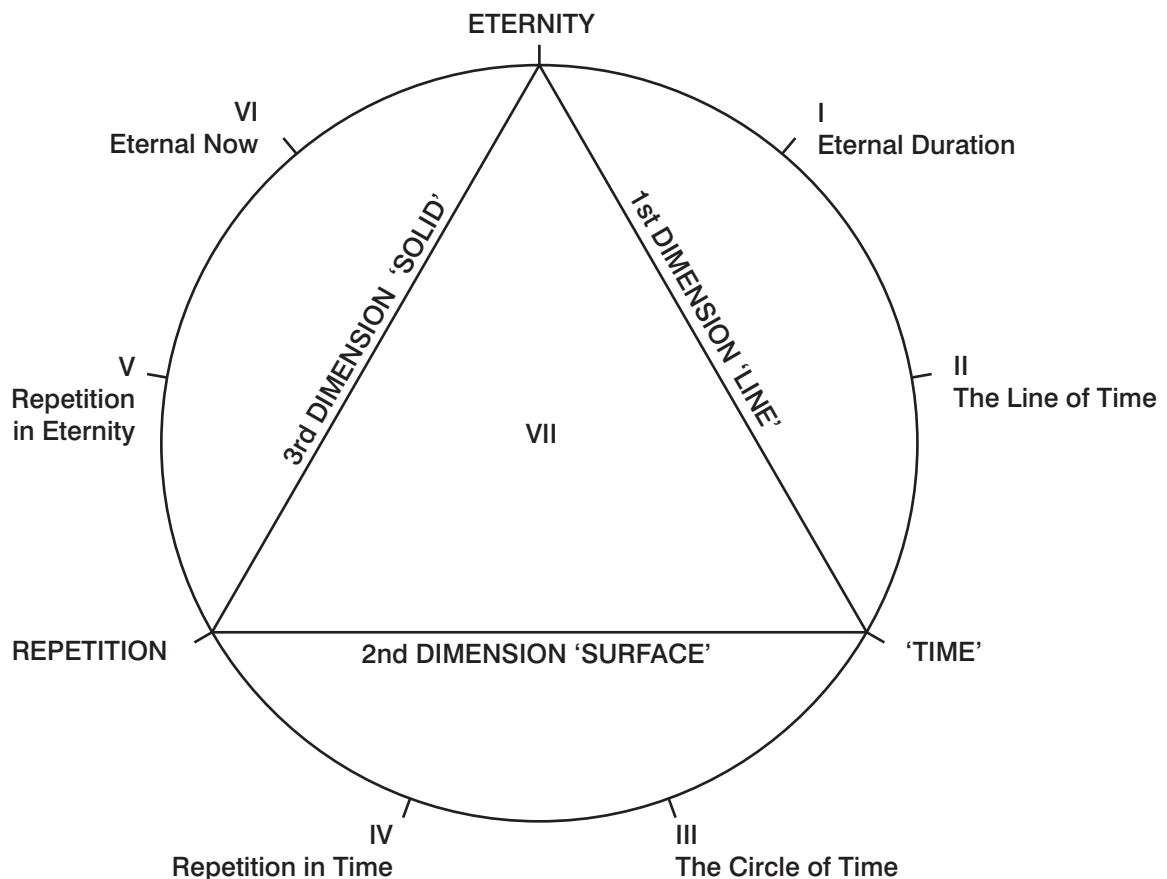 ETERNITY
VI
Eternal Now
I
Eternal Duration
3rd DIMENSION ‘SOLID’
1st DIMENSION ‘LINE’
V
Repetition
in Eternity
II
The Line of Time
VII
REPETITION
2nd DIMENSION ‘SURFACE’
‘TIME’
IV
Repetition in Time
III
The Circle of Time